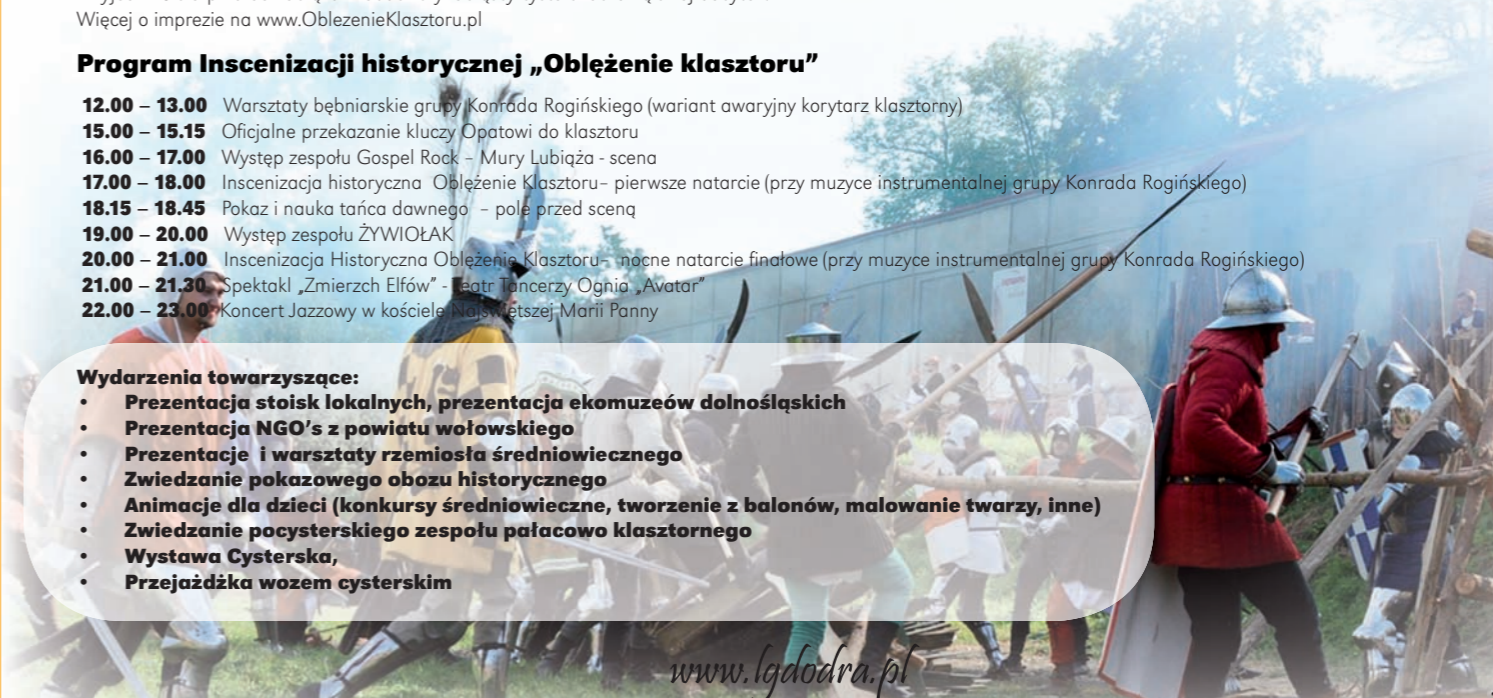 Więcej o imprezie na www.OblezenieKlasztoru.pl
Program Inscenizacji historycznej „Oblężenie klasztoru”
12.00 – 13.00 Warsztaty bębniarskie grupy Konrada Rogińskiego (wariant awaryjny korytarz klasztorny)
15.00 – 15.15 Oficjalne przekazanie kluczy Opatowi do klasztoru
16.00 – 17.00 Występ zespołu Gospel Rock – Mury Lubiąża - scena
17.00 – 18.00 Inscenizacja historyczna Oblężenie Klasztoru– pierwsze natarcie (przy muzyce instrumentalnej grupy Konrada Rogińskiego)
18.15 – 18.45 Pokaz i nauka tańca dawnego – pole przed sceną
19.00 – 20.00 Występ zespołu ŻYWIOŁAK
20.00 – 21.00 Inscenizacja Historyczna Oblężenie Klasztoru– nocne natarcie finałowe (przy muzyce instrumentalnej grupy Konrada Rogińskiego)
21.00 – 21.30 Spektakl „Zmierzch Elfów” - Teatr Tancerzy Ognia „Avatar”
22.00 – 23.00 Koncert Jazzowy w kościele Najświętszej Marii Panny
Wydarzenia towarzyszące:
• Prezentacja stoisk lokalnych, prezentacja ekomuzeów dolnośląskich
• Prezentacja NGO’s z powiatu wołowskiego
• Prezentacje i warsztaty rzemiosła średniowiecznego
• Zwiedzanie pokazowego obozu historycznego
• Animacje dla dzieci (konkursy średniowieczne, tworzenie z balonów, malowanie twarzy, inne)
• Zwiedzanie pocysterskiego zespołu pałacowo klasztornego
• Wystawa Cysterska,
• Przejażdżka wozem cysterskim
www.lgdodra.pl